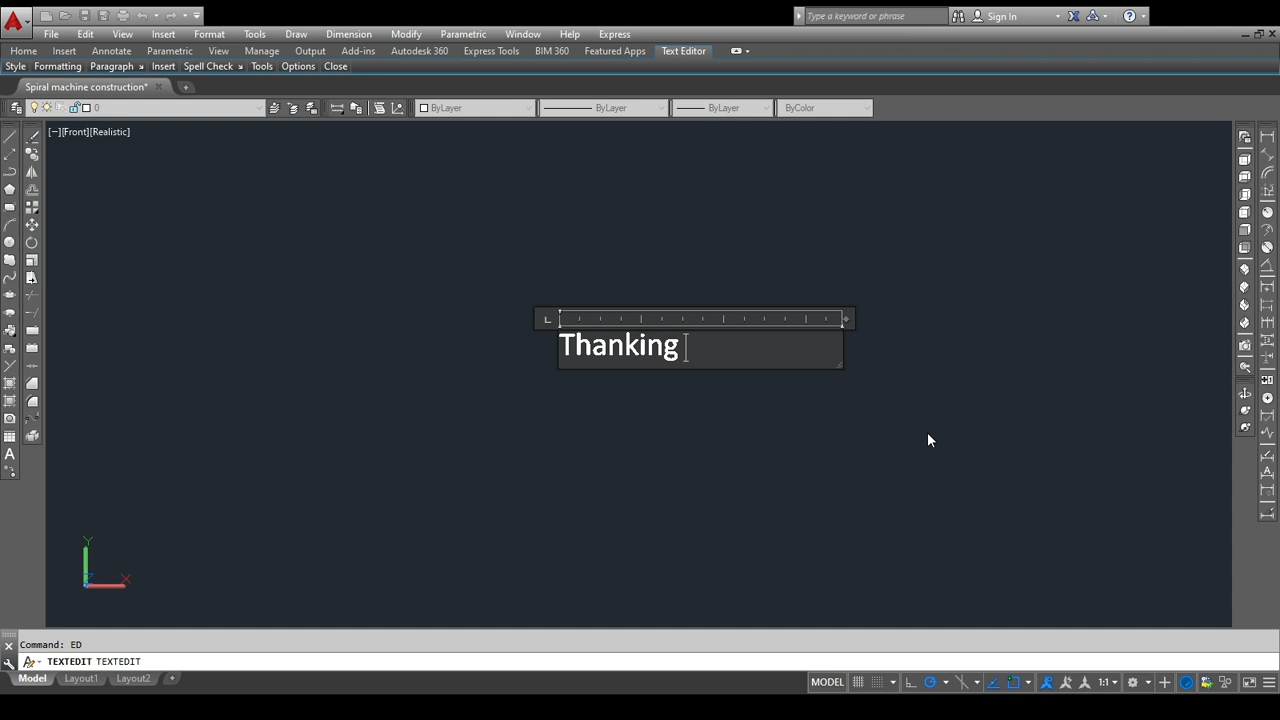 Type a keyword or phrase
Sign In
File Edit View Insert Format Tools Draw Dimension Modify Parametric Window Help Express
Home Insert Annotate Parametric View Manage Output Add-ins Autodesk 360 Express Tools BIM 360 Featured Apps Text Editor
Style Formatting Paragraph Insert Spell Check Tools Options Close
Spiral machine construction*
0 ByLayer ByLayer ByLayer ByColor
[−][Front][Realistic]
Thanking
Y
X
Z
A
Command: ED
TEXTEDIT TEXTEDIT
Model Layout1 Layout2 MODEL 1:1